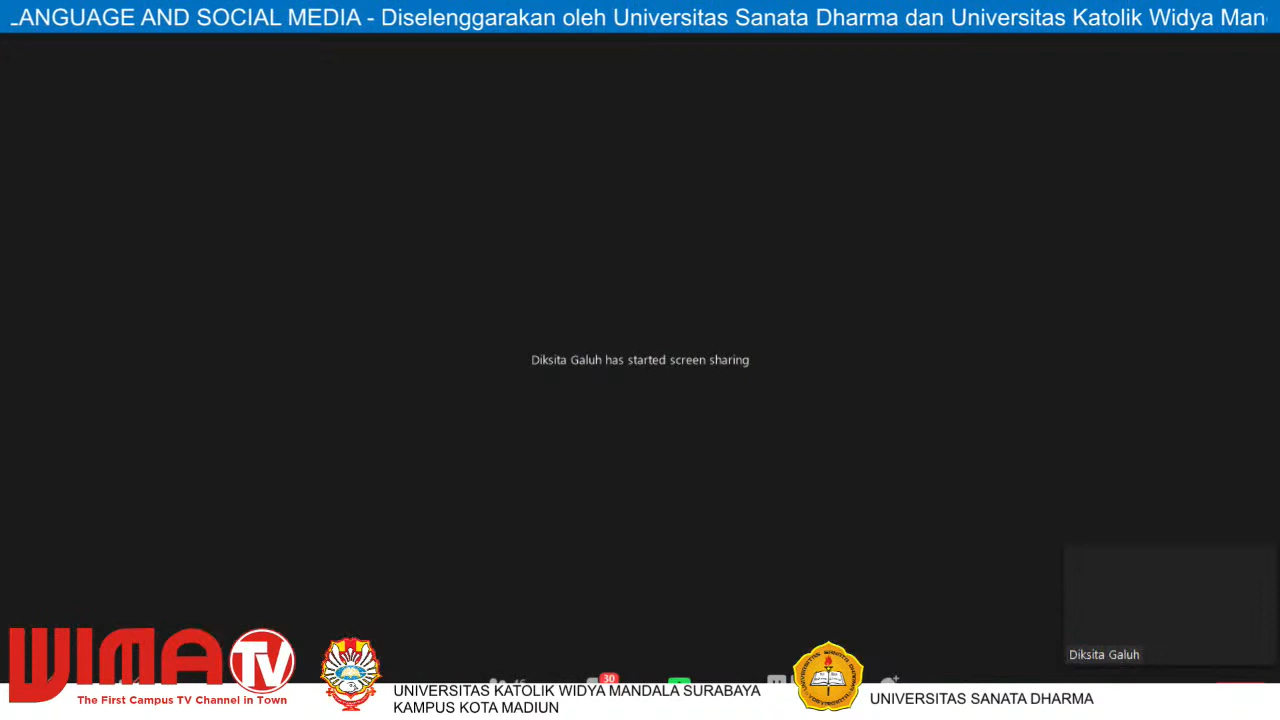 LANGUAGE AND SOCIAL MEDIA - Diselenggarakan oleh Universitas Sanata Dharma dan Universitas Katolik Widya Man
Diksita Galuh has started screen sharing
Diksita Galuh
WIMA TV
The First Campus TV Channel in Town
30
UNIVERSITAS KATOLIK WIDYA MANDALA SURABAYA
KAMPUS KOTA MADIUN
UNIVERSITAS SANATA DHARMA